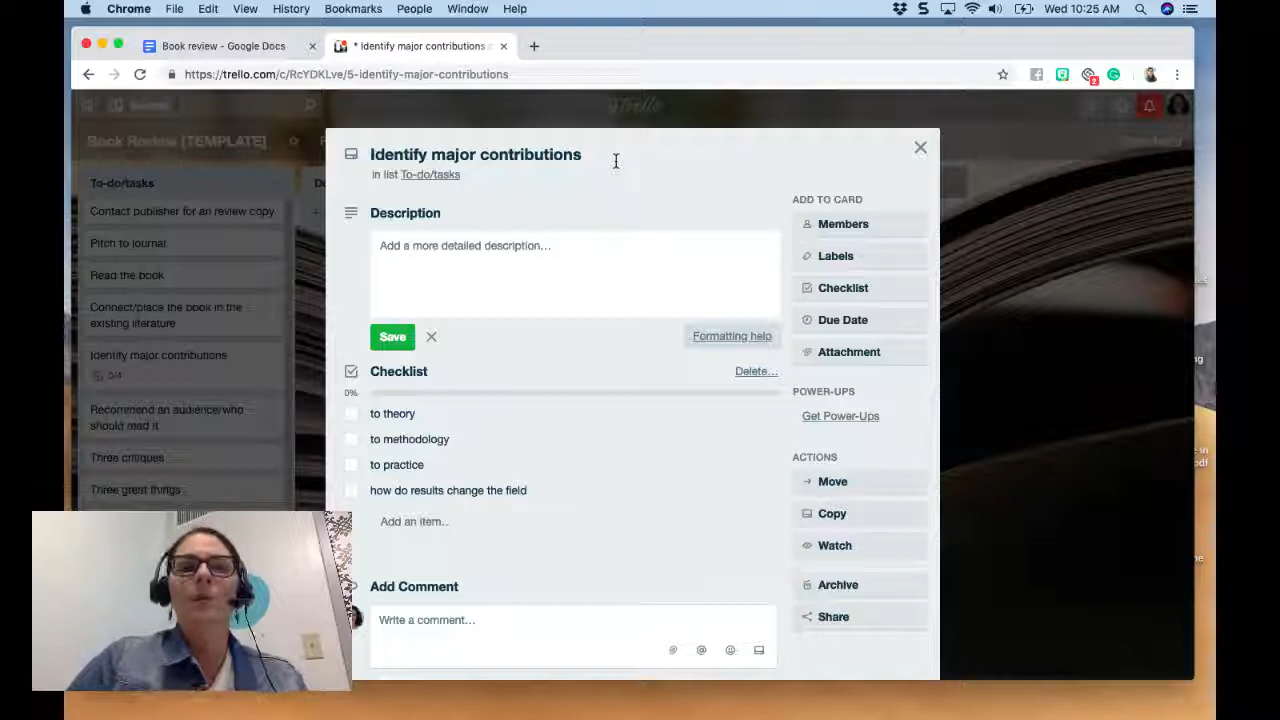 Chrome File Edit View History Bookmarks People Window Help Wed 10:25 AM
Book review - Google Docs
* Identify major contributions
https://trello.com/c/RcYDKLve/5-identify-major-contributions
2
Trello
Book Review [TEMPLATE]
To-do/tasks
Contact publisher for an review copy
Pitch to journal
Read the book
Connect/place the book in the
existing literature
Identify major contributions
0/4
Recommend an audience/who
should read it
Three critiques
Three great things
Identify major contributions
in list To-do/tasks
Description
Add a more detailed description...
Save
Formatting help
Checklist
Delete...
0%
to theory
to methodology
to practice
how do results change the field
Add an item..
Add Comment
Write a comment...
ADD TO CARD
Members
Labels
Checklist
Due Date
Attachment
POWER-UPS
Get Power-Ups
ACTIONS
Move
Copy
Watch
Archive
Share